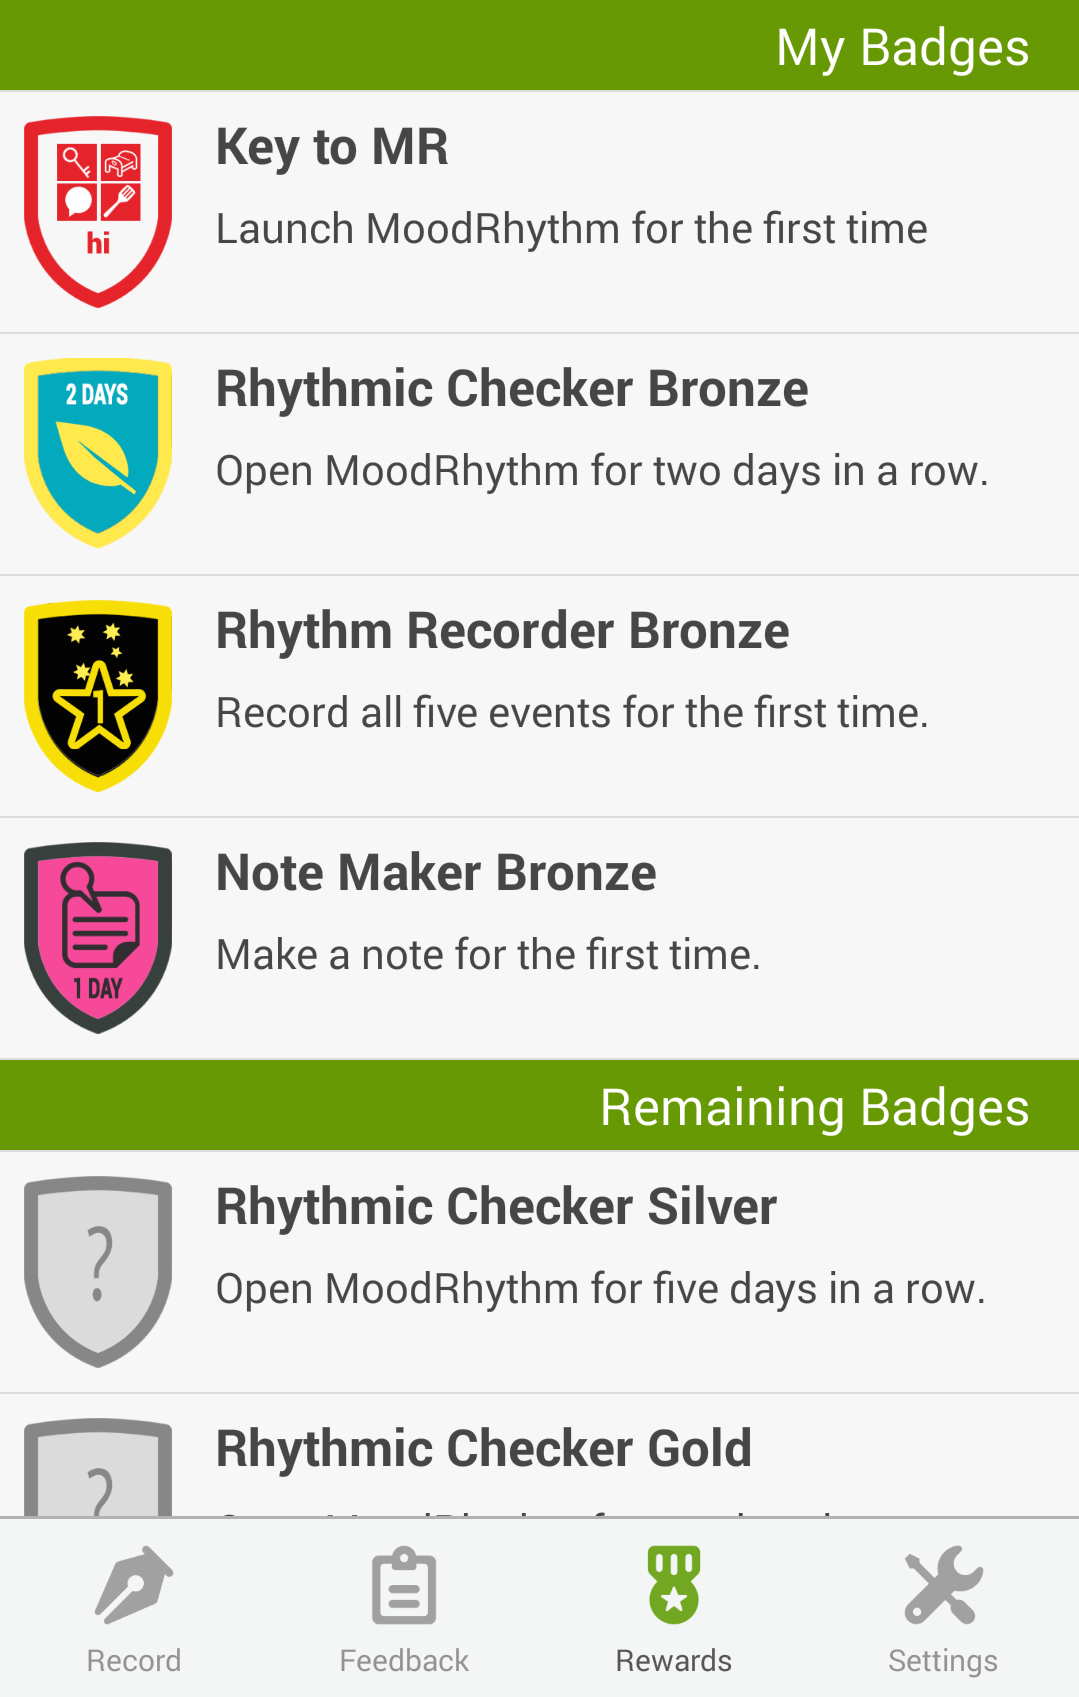 My Badges
hi
Key to MR
Launch MoodRhythm for the first time
2 DAYS
Rhythmic Checker Bronze
Open MoodRhythm for two days in a row.
1
Rhythm Recorder Bronze
Record all five events for the first time.
1 DAY
Note Maker Bronze
Make a note for the first time.
Remaining Badges
?
Rhythmic Checker Silver
Open MoodRhythm for five days in a row.
?
Rhythmic Checker Gold
Record
Feedback
Rewards
Settings